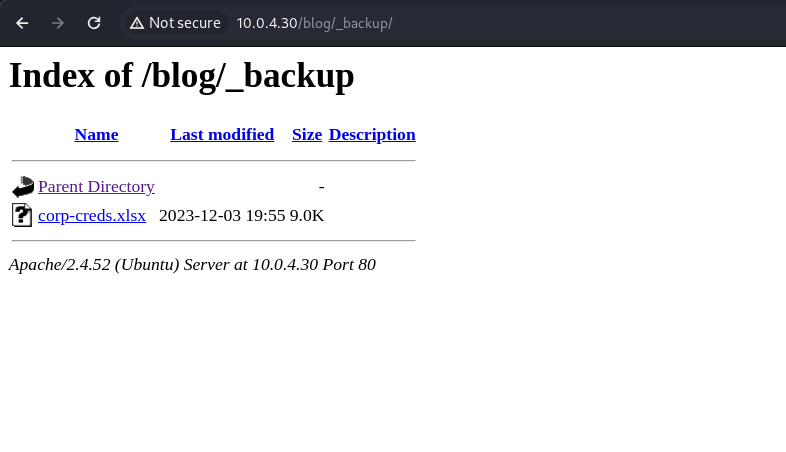 Not secure 10.0.4.30/blog/_backup/
Index of /blog/_backup
Name Last modified Size Description
Parent Directory -
corp-creds.xlsx 2023-12-03 19:55 9.0K
Apache/2.4.52 (Ubuntu) Server at 10.0.4.30 Port 80